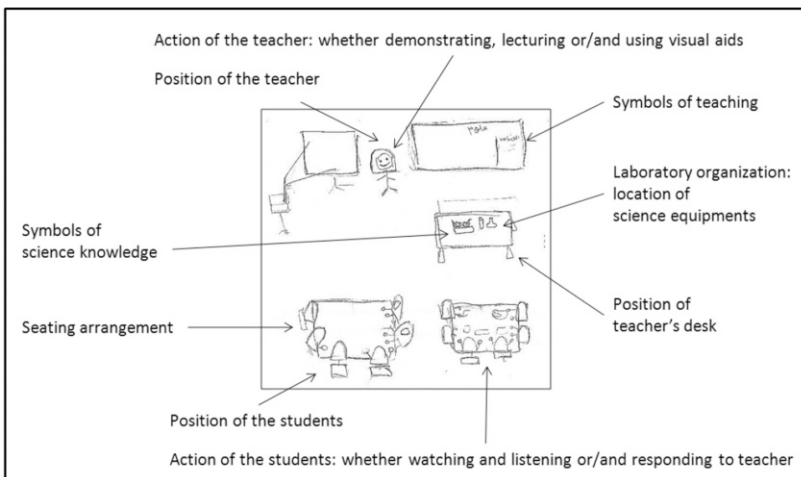 Action of the teacher: whether demonstrating, lecturing or/and using visual aids
Position of the teacher
Symbols of teaching
علوم
Laboratory organization:
location of
science equipments
Symbols of
science knowledge
Position of
teacher's desk
Seating arrangement
Position of the students
Action of the students: whether watching and listening or/and responding to teacher